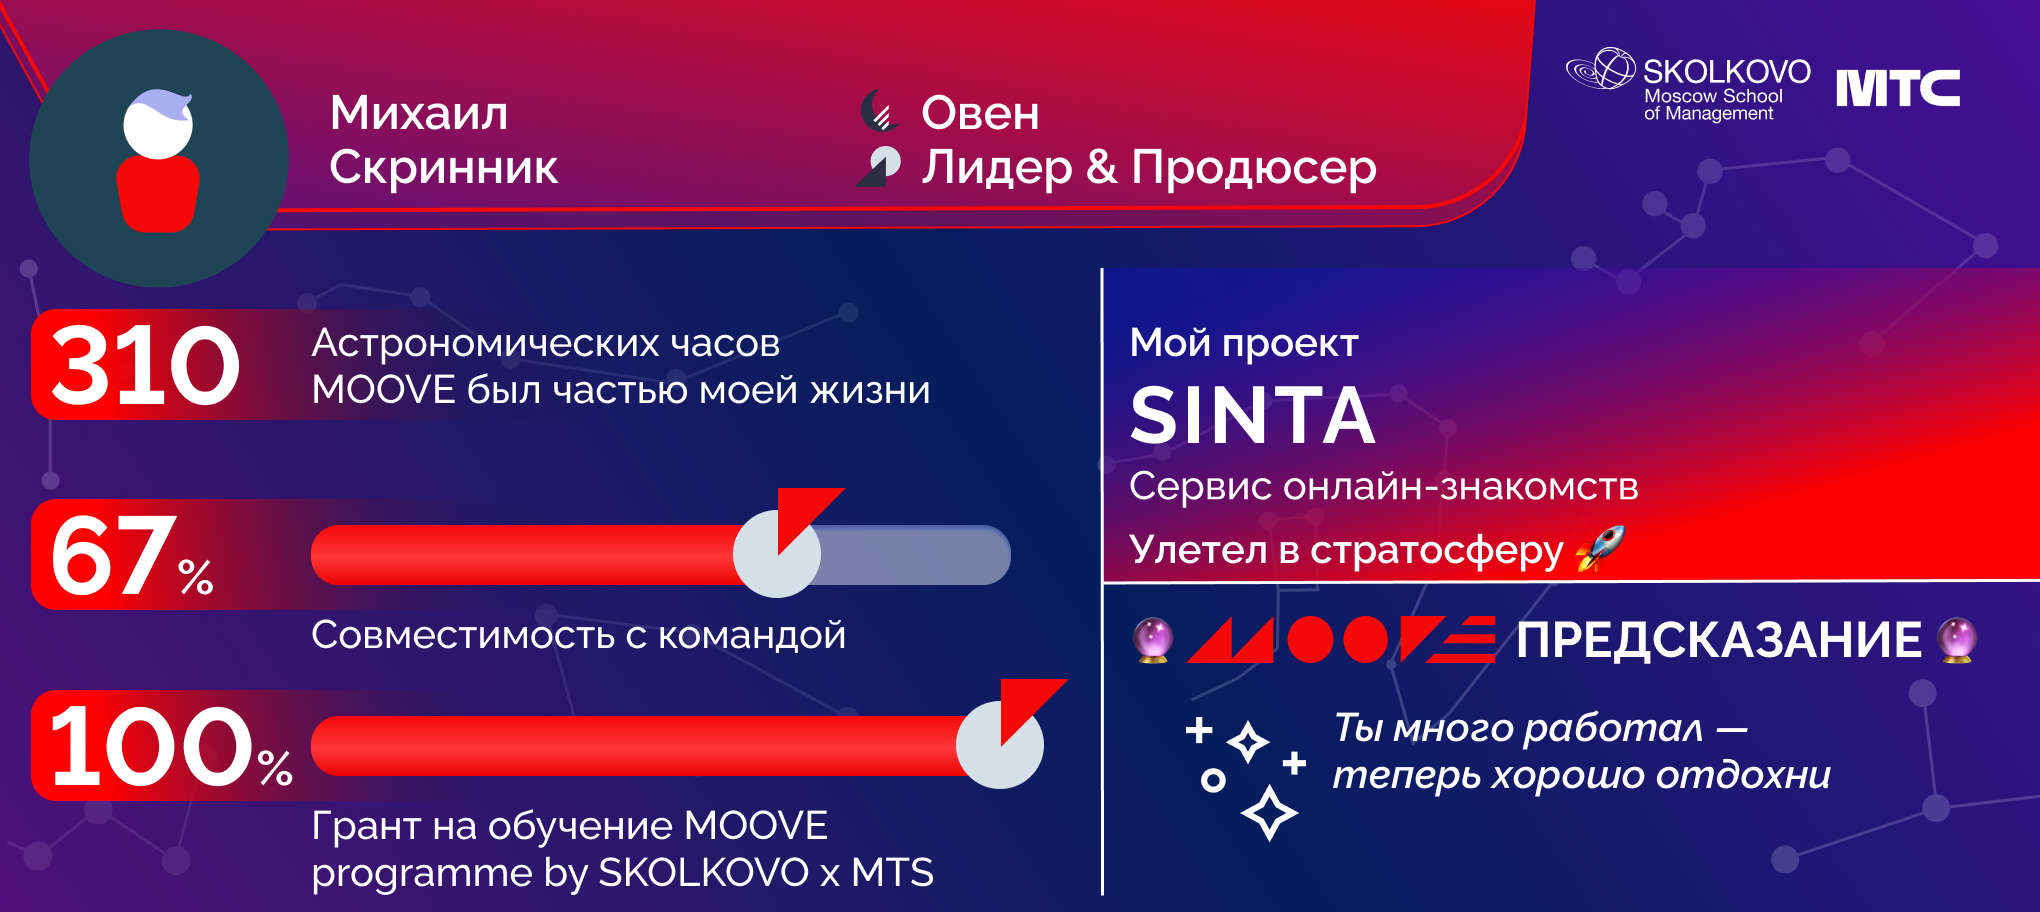 Михаил
Скринник
Овен
Лидер & Продюсер
SKOLKOVO
Moscow School
of Management
МТС
310
Астрономических часов
MOOVE был частью моей жизни
67%
Совместимость с командой
100%
Грант на обучение MOOVE
programme by SKOLKOVO x MTS
Мой проект
SINTA
Сервис онлайн-знакомств
Улетел в стратосферу 🚀
🔮 MOOVE ПРЕДСКАЗАНИЕ 🔮
Ты много работал —
теперь хорошо отдохни